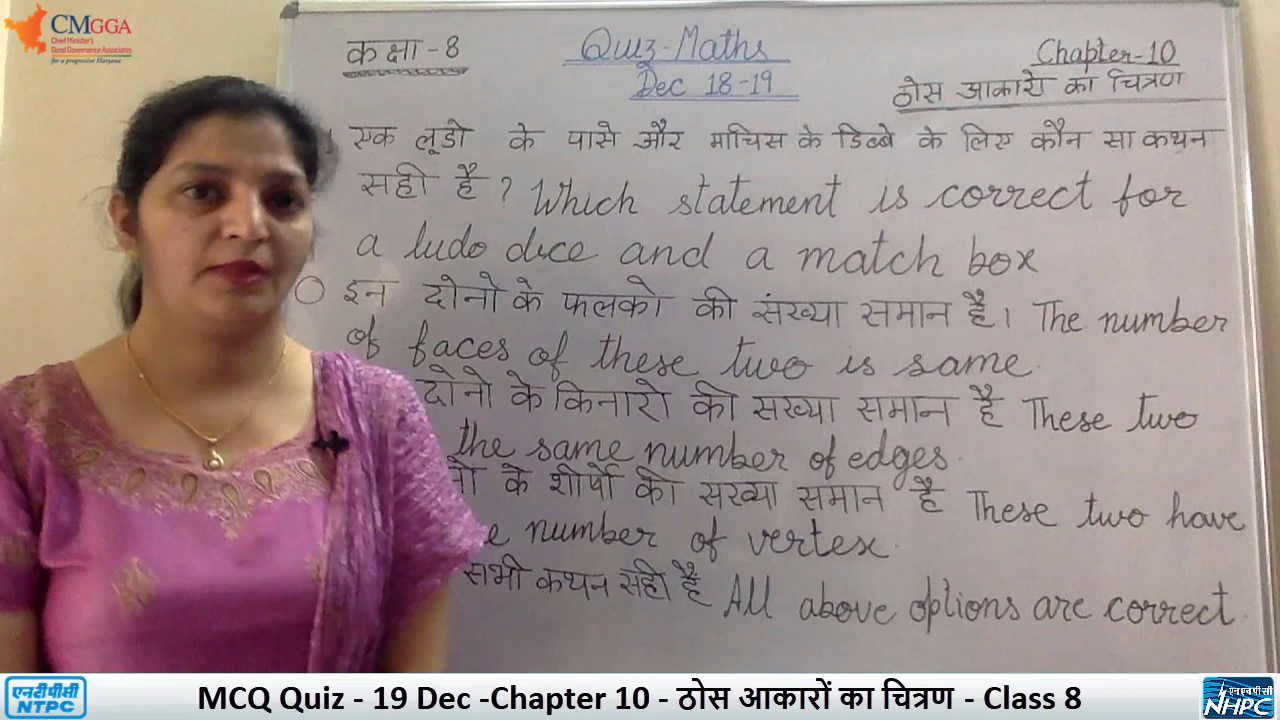 CMGGA
Chief Minister's
Good Governance Associates
for a progressive Haryana
कक्षा - 8
Quiz-Maths
Dec 18-19
Chapter-10
ठोस आकारो का चित्रण
एक लूडो के पासे और माचिस के डिब्बे के लिए कौन सा कथन
सही है ? Which statement is correct for
a ludo dice and a match box
इन दोनो के फलको की संख्या समान है। The number
of faces of these two is same.
दोनो के किनारो की सख्या समान है These two
the same number of edges.
के शीर्षो की सख्या समान है These two have
number of vertex.
सभी कथन सही है All above options are correct.
एनटीपीसी
NTPC
MCQ Quiz - 19 Dec -Chapter 10 - ठोस आकारों का चित्रण - Class 8
एनएचपीसी
NHPC